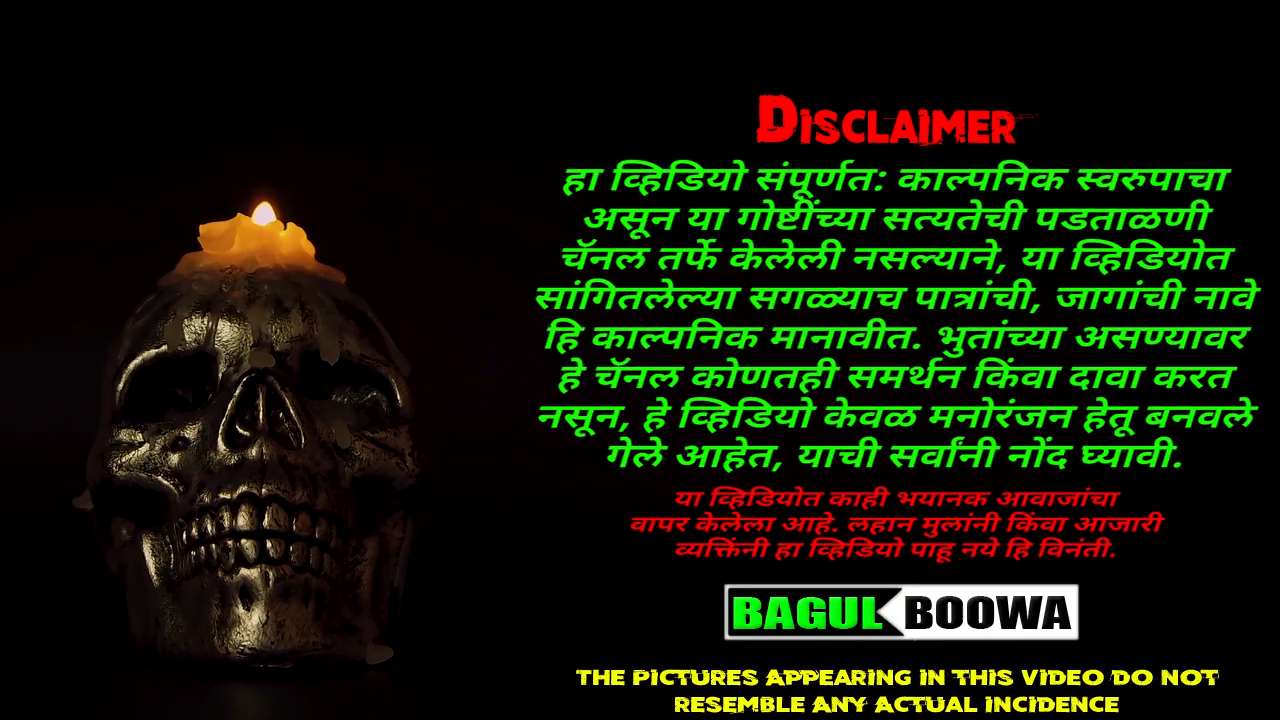 Disclaimer
हा व्हिडियो संपूर्णत: काल्पनिक स्वरुपाचा
असून या गोष्टींच्या सत्यतेची पडताळणी
चॅनल तर्फे केलेली नसल्याने, या व्हिडियोत
सांगितलेल्या सगळ्याच पात्रांची, जागांची नावे
हि काल्पनिक मानावीत. भुतांच्या असण्यावर
हे चॅनल कोणतही समर्थन किंवा दावा करत
नसून, हे व्हिडियो केवळ मनोरंजन हेतू बनवले
गेले आहेत, याची सर्वांनी नोंद घ्यावी.
या व्हिडियोत काही भयानक आवाजांचा
वापर केलेला आहे. लहान मुलांनी किंवा आजारी
व्यक्तिंनी हा व्हिडियो पाहू नये हि विनंती.
BAGUL BOOWA
THE PICTURES APPEARING IN THIS VIDEO DO NOT
RESEMBLE ANY ACTUAL INCIDENCE